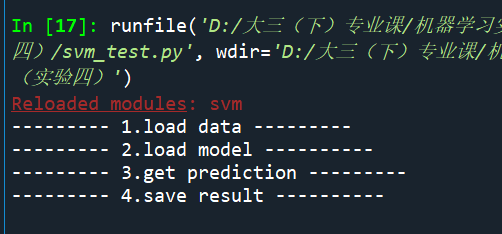 In [17]: runfile('D:/大三（下）专业课/机器学习实
四）/svm_test.py', wdir='D:/大三（下）专业课/机
（实验四）')
Reloaded modules: svm
--------- 1.load data ---------
--------- 2.load model ----------
--------- 3.get prediction ---------
--------- 4.save result ----------